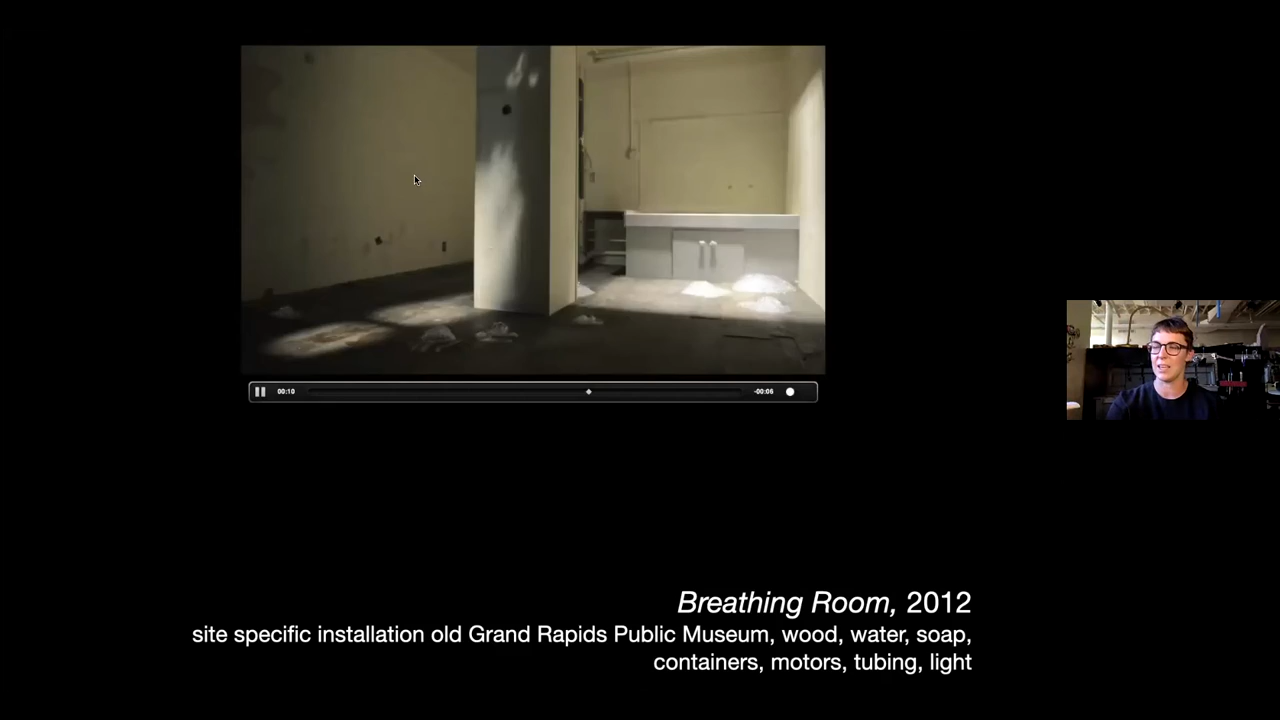 00:10
-00:06
Breathing Room, 2012
site specific installation old Grand Rapids Public Museum, wood, water, soap,
containers, motors, tubing, light